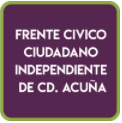 FRENTE CIVICO
CIUDADANO
INDEPENDIENTE
DE CD. ACUÑA